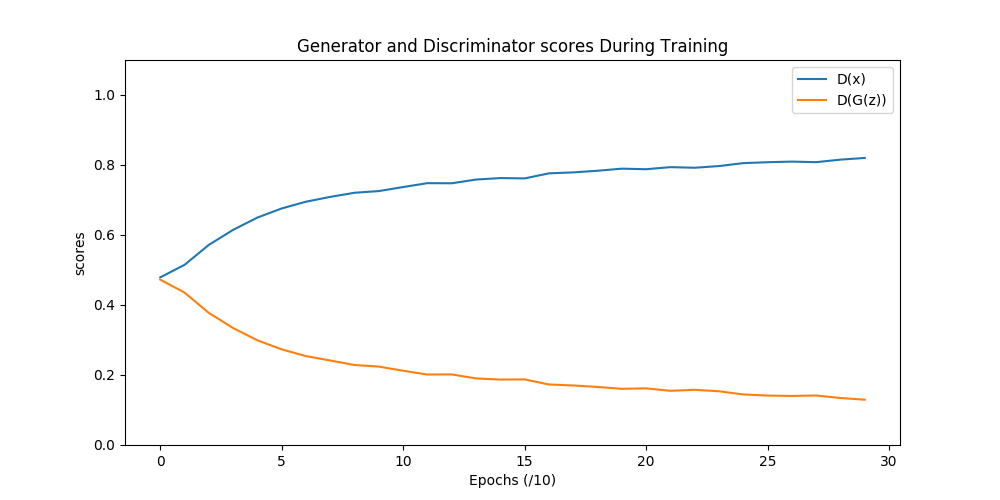 Generator and Discriminator scores During Training
D(x)
D(G(z))
scores
1.0
0.8
0.6
0.4
0.2
0.0
0 5 10 15 20 25 30
Epochs (/10)